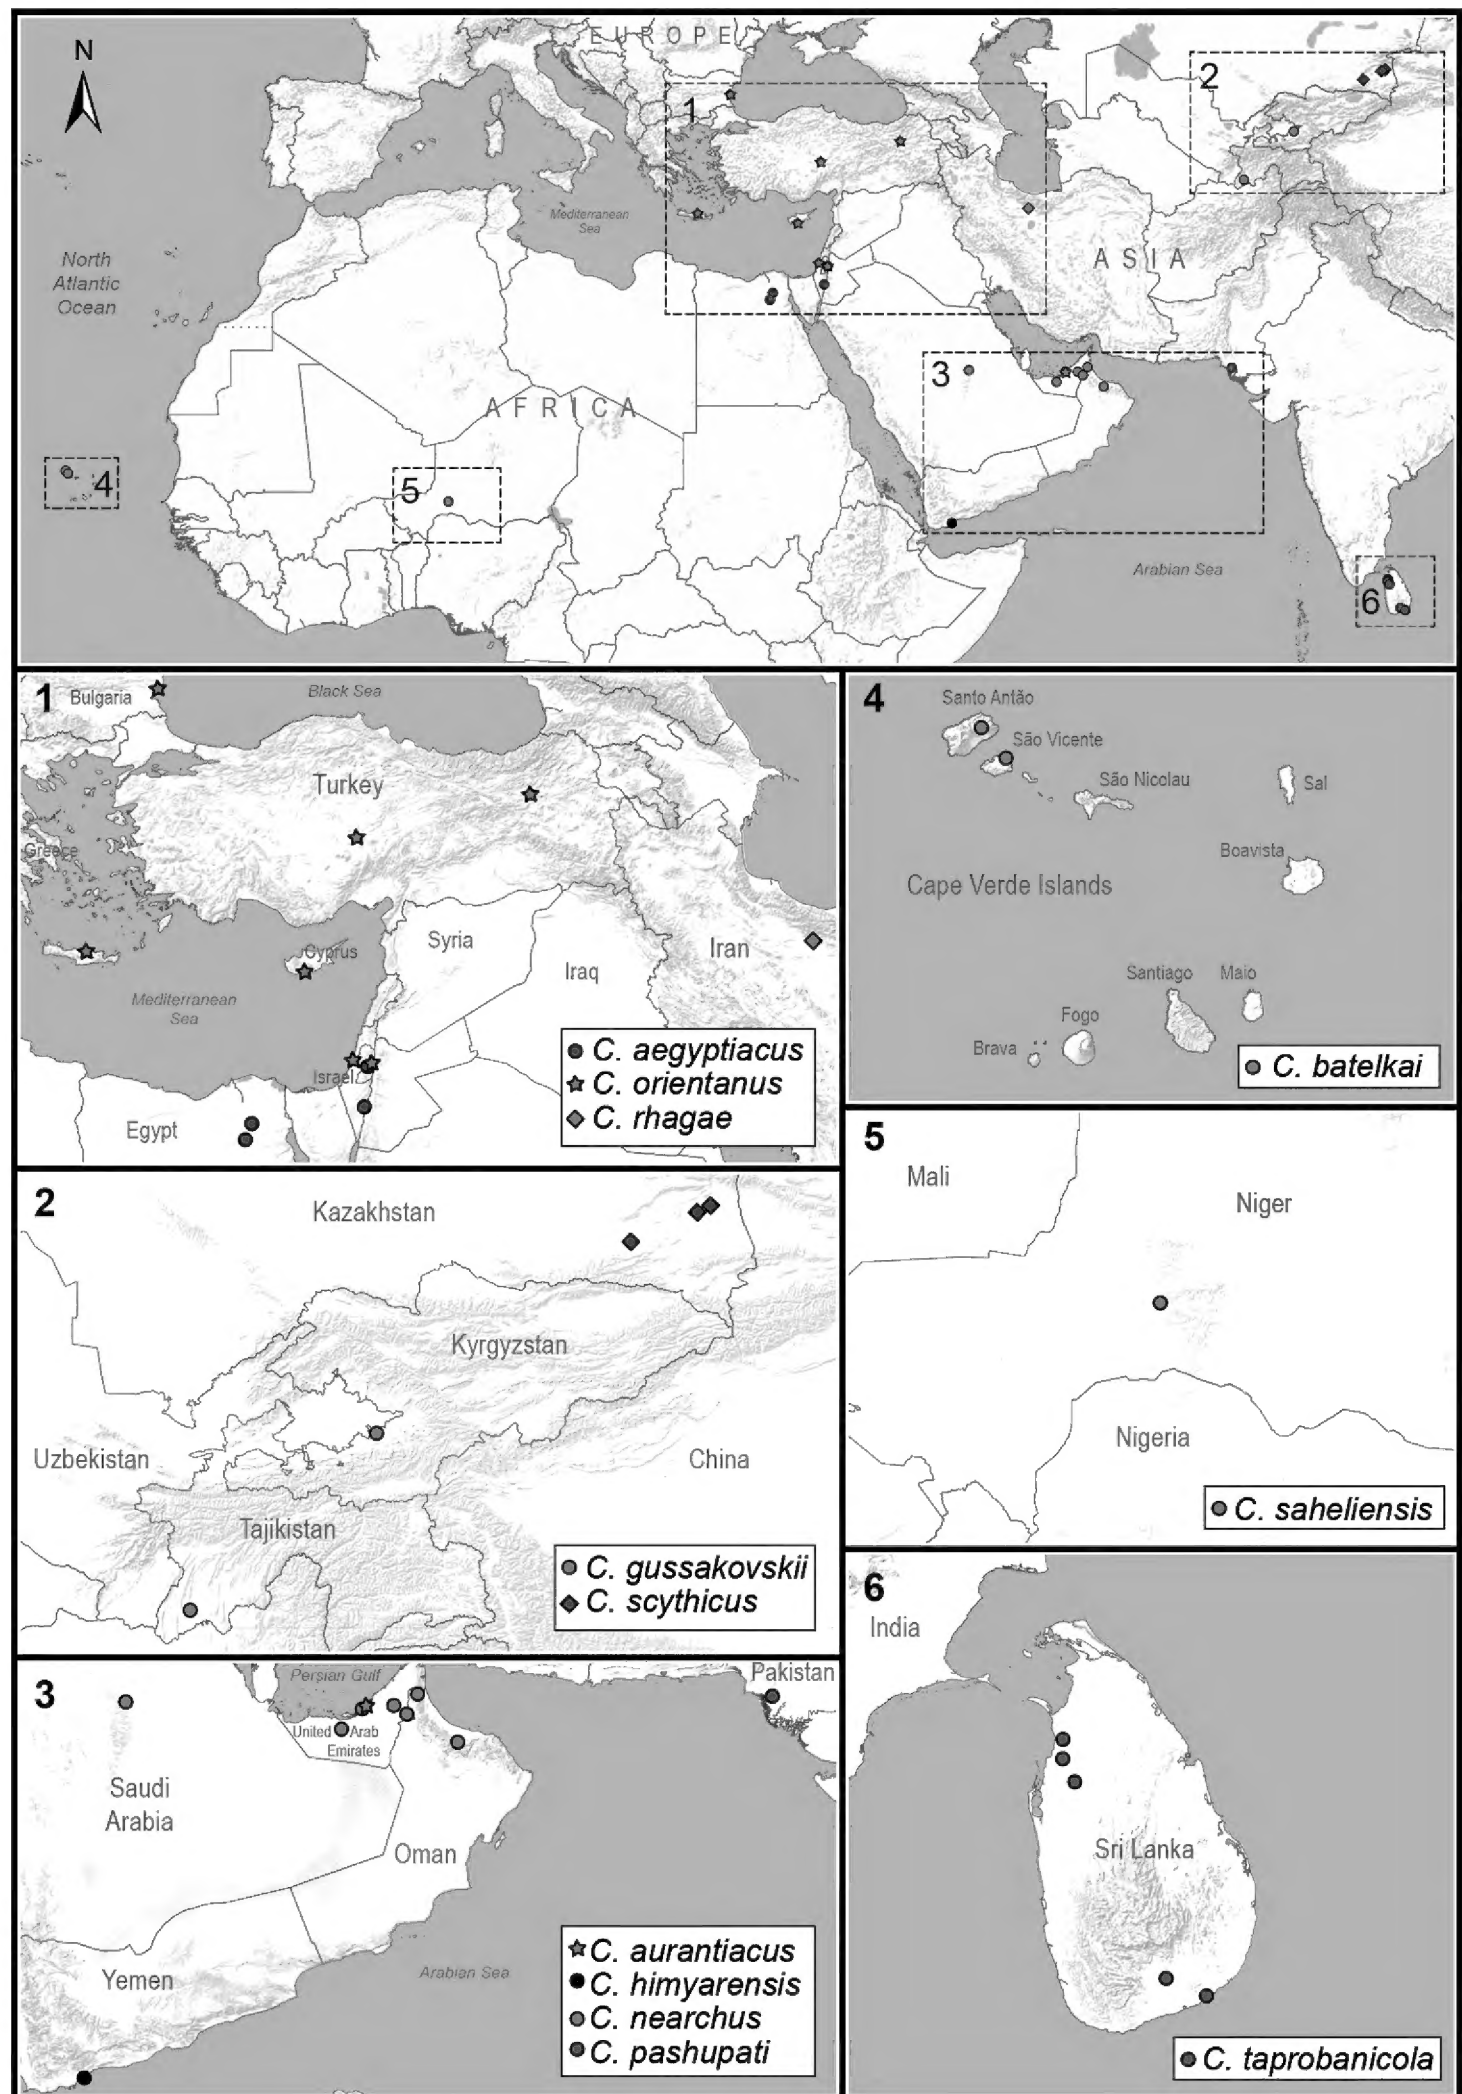 N
EUROPE
1
2
Mediterranean
Sea
North
Atlantic
Ocean
ASIA
3
AFRICA
4
5
Arabian Sea
6
1
Bulgaria
Black Sea
Turkey
Greece
Cyprus
Syria
Iraq
Iran
Mediterranean
Sea
Israel
Egypt
C. aegyptiacus
C. orientanus
C. rhagae
2
Kazakhstan
Kyrgyzstan
Uzbekistan
China
Tajikistan
C. gussakovskii
C. scythicus
3
Persian Gulf
Pakistan
United Arab
Emirates
Saudi
Arabia
Oman
Yemen
Arabian Sea
C. aurantiacus
C. himyarensis
C. nearchus
C. pashupati
4
Santo Antão
São Vicente
São Nicolau
Sal
Boavista
Cape Verde Islands
Santiago
Maio
Fogo
Brava
C. batelkai
5
Mali
Niger
Nigeria
C. saheliensis
6
India
Sri Lanka
C. taprobanicola